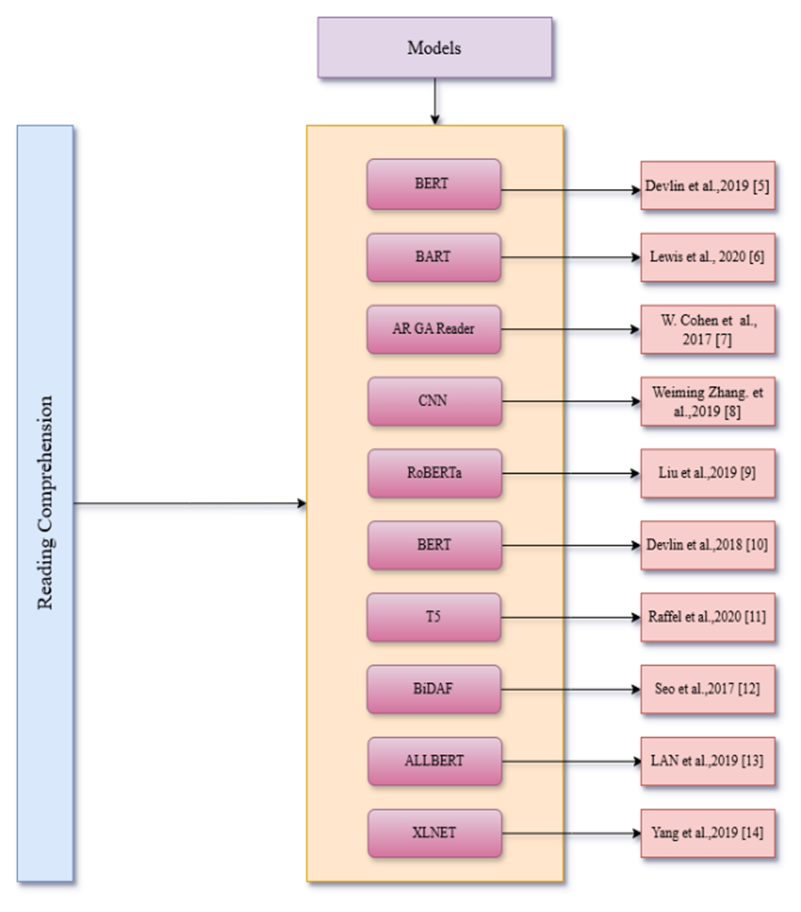 Models
Reading Comprehension
BERT
Devlin et al.,2019 [5]
BART
Lewis et al., 2020 [6]
AR GA Reader
W. Cohen et al.,
2017 [7]
CNN
Weiming Zhang. et
al.,2019 [8]
RoBERTa
Liu et al.,2019 [9]
BERT
Devlin et al.,2018 [10]
T5
Raffel et al.,2020 [11]
BiDAF
Seo et al.,2017 [12]
ALLBERT
LAN et al.,2019 [13]
XLNET
Yang et al.,2019 [14]